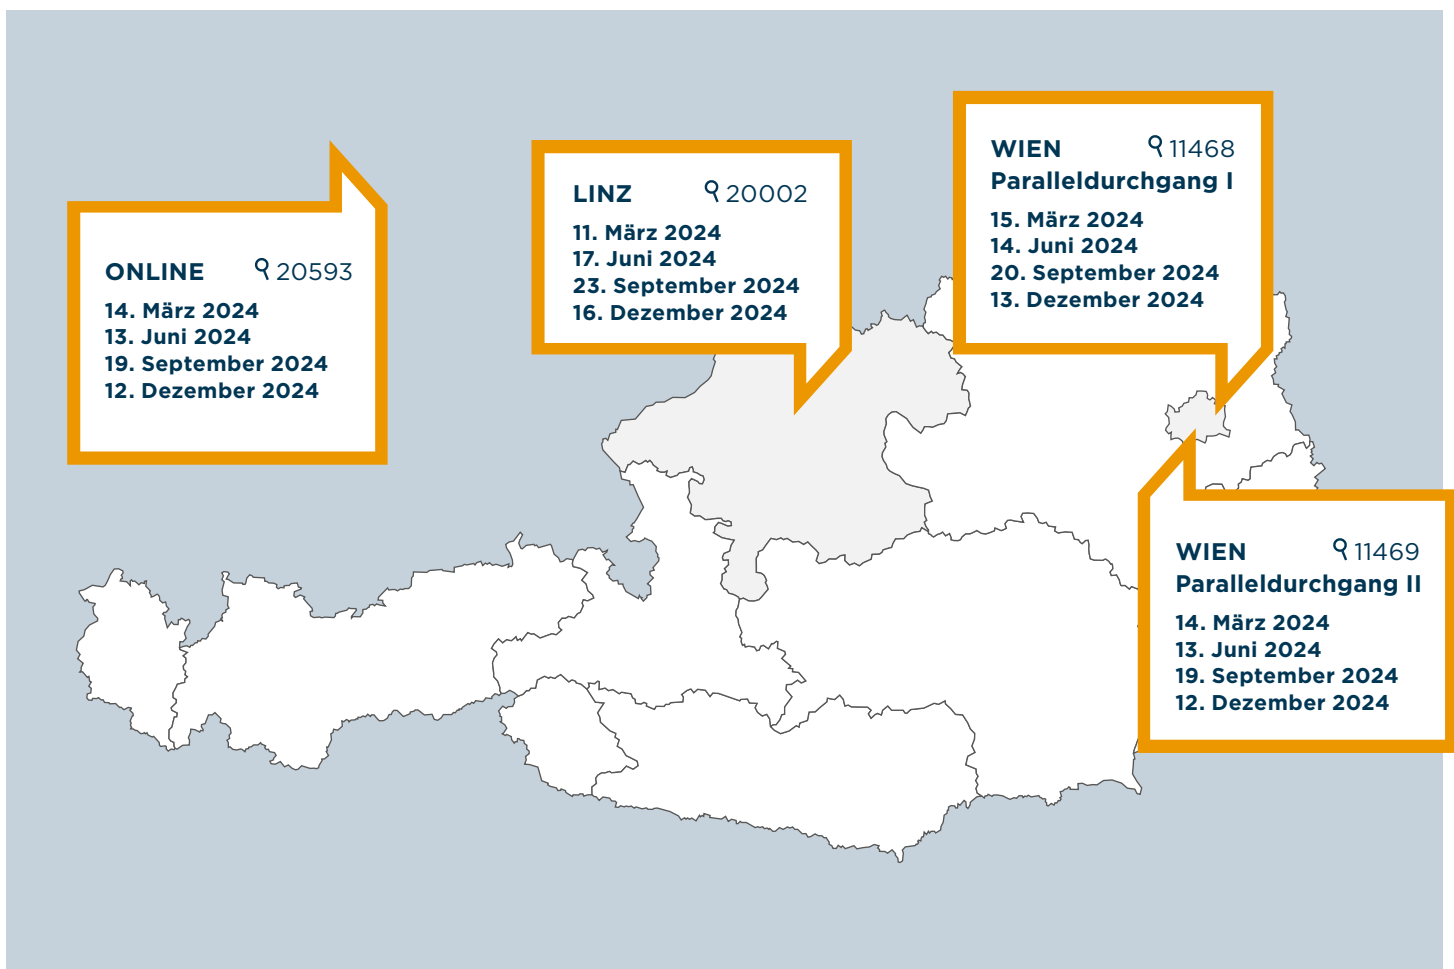 ONLINE 20593
14. März 2024
13. Juni 2024
19. September 2024
12. Dezember 2024
LINZ 20002
11. März 2024
17. Juni 2024
23. September 2024
16. Dezember 2024
WIEN 11468
Paralleldurchgang I
15. März 2024
14. Juni 2024
20. September 2024
13. Dezember 2024
WIEN 11469
Paralleldurchgang II
14. März 2024
13. Juni 2024
19. September 2024
12. Dezember 2024